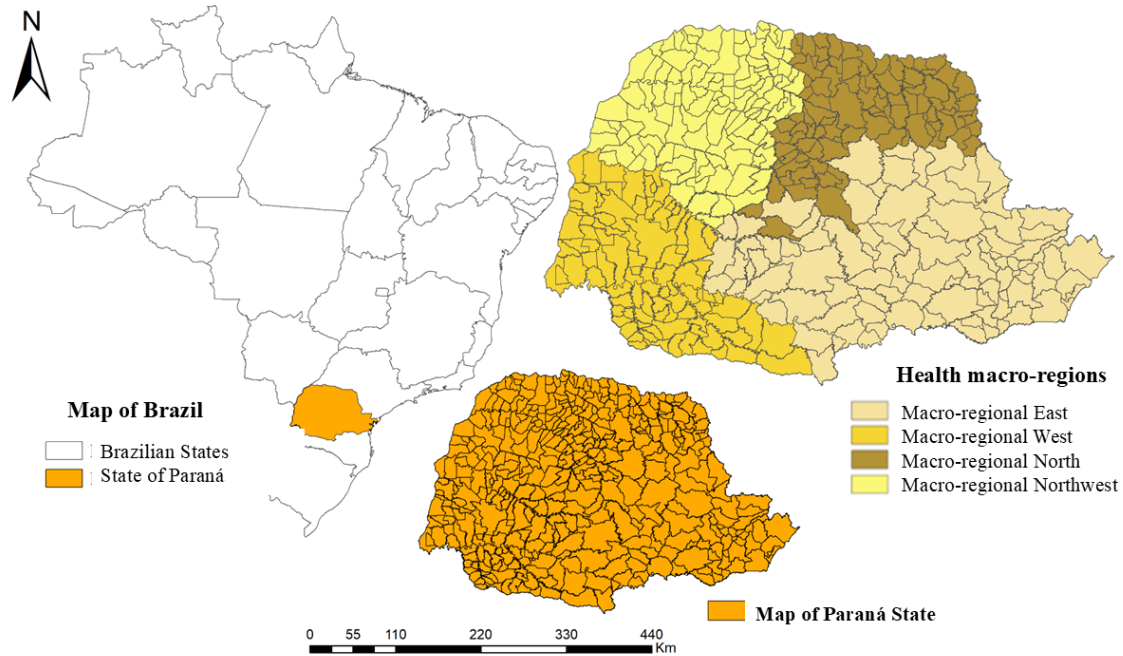 N
Map of Brazil
Brazilian States
State of Paraná
Health macro-regions
Macro-regional East
Macro-regional West
Macro-regional North
Macro-regional Northwest
Map of Paraná State
0 55 110 220 330 440
Km